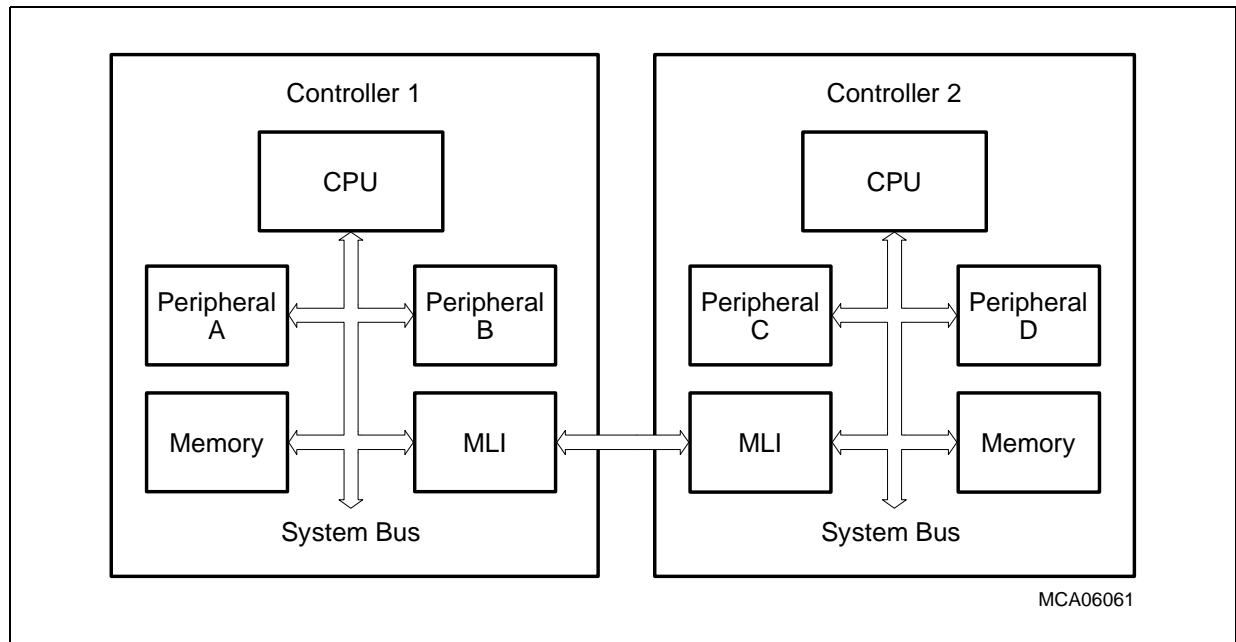 Controller 1
CPU
Peripheral
A
Peripheral
B
Memory
MLI
System Bus
Controller 2
CPU
Peripheral
C
Peripheral
D
MLI
Memory
System Bus
MCA06061